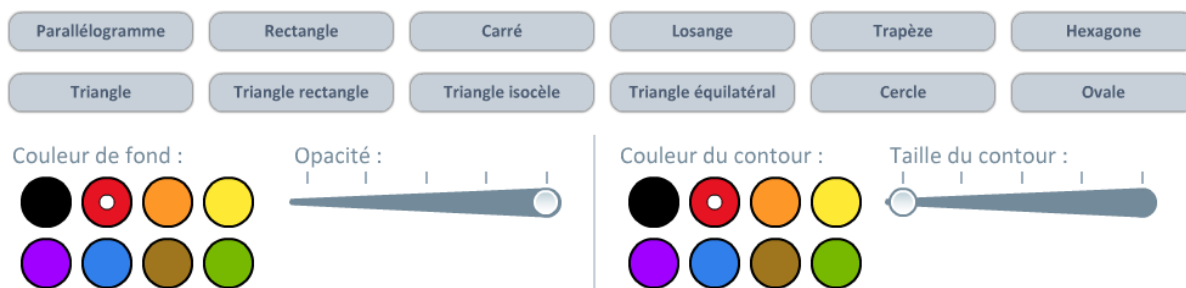 Parallélogramme Rectangle Carré Losange Trapèze Hexagone
Triangle Triangle rectangle Triangle isocèle Triangle équilatéral Cercle Ovale
Couleur de fond : Opacité : Couleur du contour : Taille du contour :